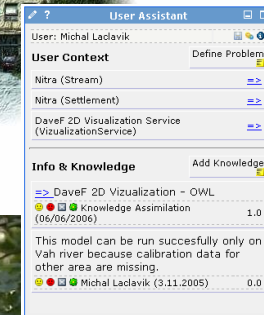 ? User Assistant
User: Michal Laclavik
User Context
Define Problem
Nitra (Stream) =>
Nitra (Settlement) =>
DaveF 2D Visualization Service
(VizualizationService) =>
Info & Knowledge
Add Knowledge
=> DaveF 2D Vizualization - OWL
Knowledge Assimilation
(06/06/2006) 1.0
This model can be run succesfully only on
Vah river because calibration data for
other area are missing.
Michal Laclavik (3.11.2005) 0.0